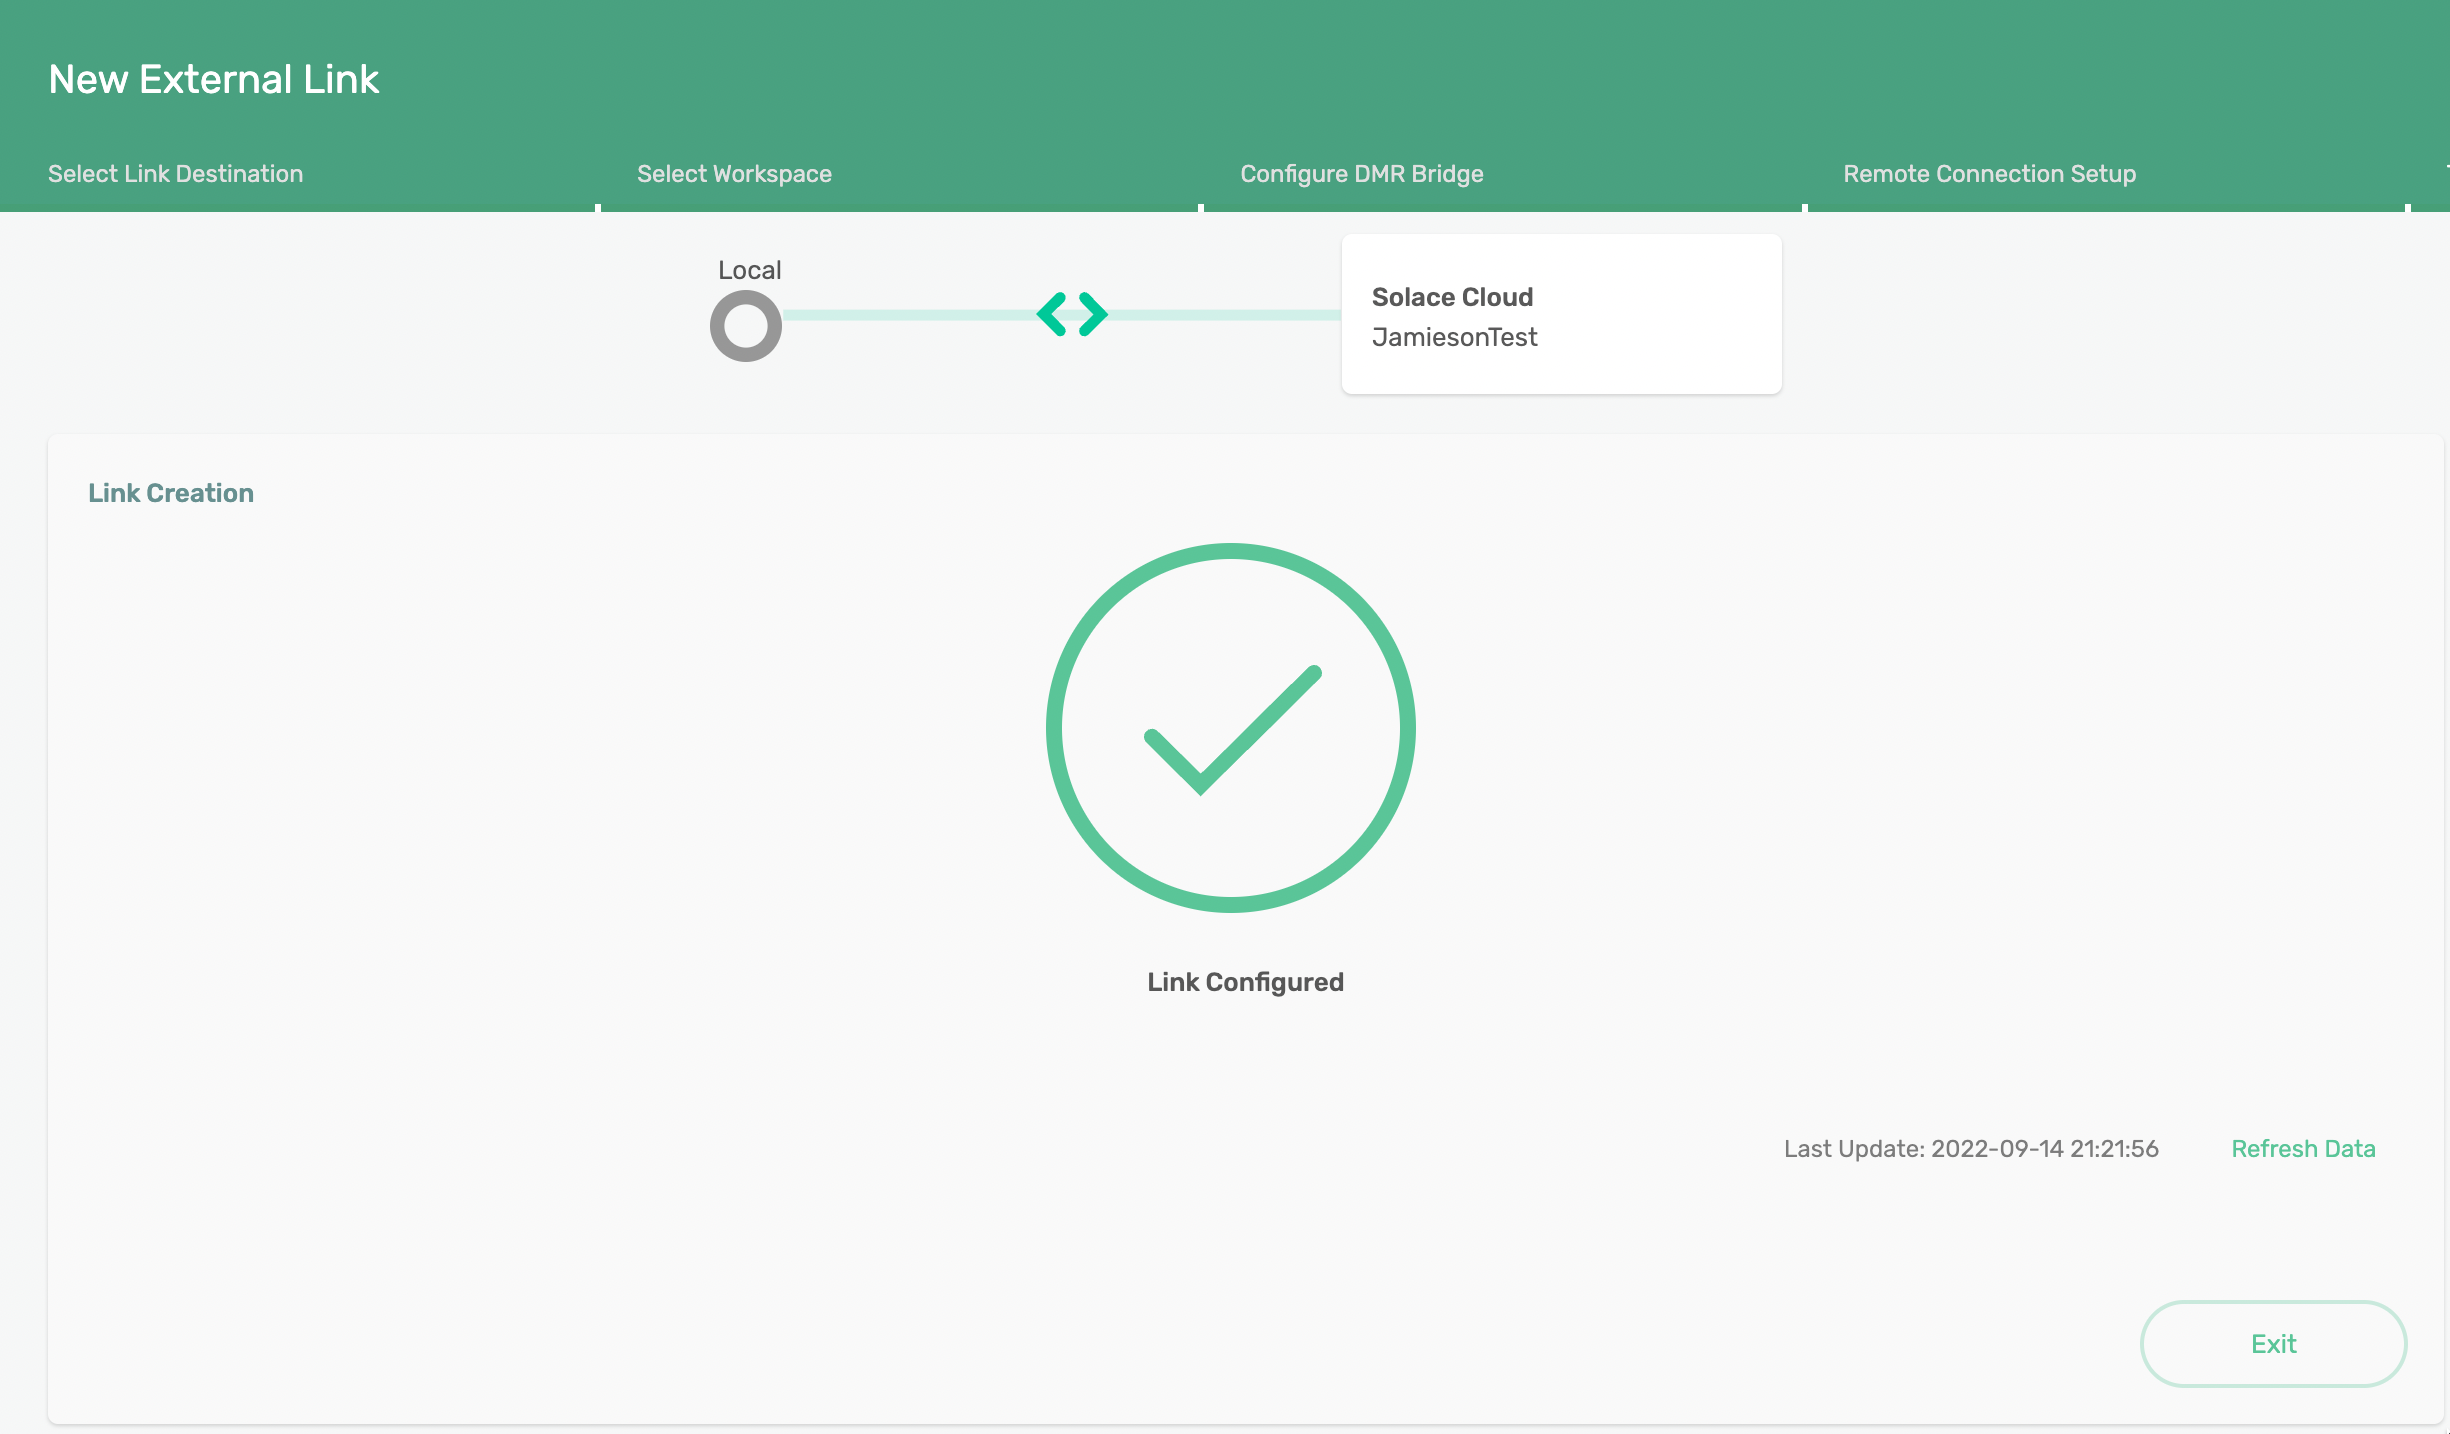 New External Link
Select Link Destination
Select Workspace
Configure DMR Bridge
Remote Connection Setup
Local
Solace Cloud
JamiesonTest
Link Creation
Link Configured
Last Update: 2022-09-14 21:21:56
Refresh Data
Exit